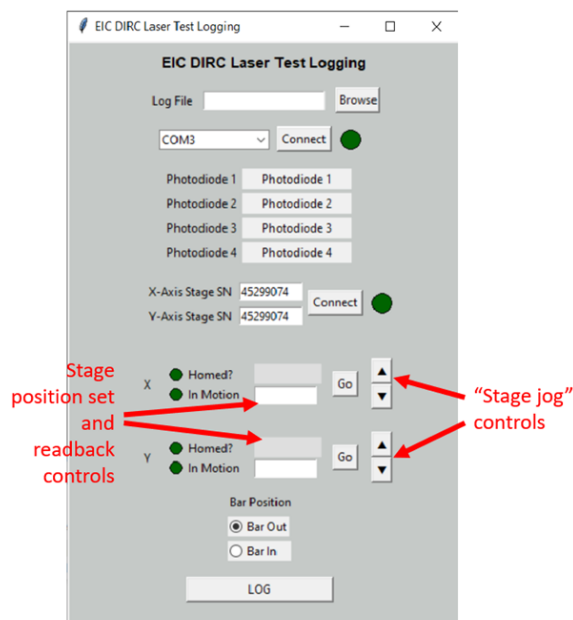 EIC DIRC Laser Test Logging
EIC DIRC Laser Test Logging
Log File Browse
COM3 Connect
Photodiode 1 Photodiode 1
Photodiode 2 Photodiode 2
Photodiode 3 Photodiode 3
Photodiode 4 Photodiode 4
X-Axis Stage SN 45299074
Connect
Y-Axis Stage SN 45299074
Stage
position set
and
readback
controls
X Homed?
In Motion
Go
"Stage jog"
controls
Y Homed?
In Motion
Go
Bar Position
Bar Out
Bar In
LOG